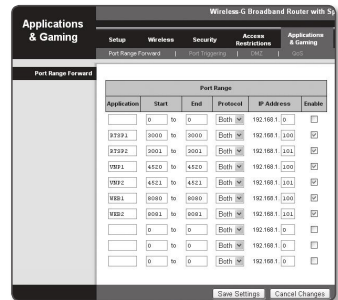 Wireless-G Broadband Router with Sp
Applications & Gaming
Setup Wireless Security Access Restrictions Applications & Gaming
Port Range Forward | Port Triggering | DMZ | QoS
Port Range Forward
Port Range
Application Start End Protocol IP Address Enable
0 to 0 Both 192.168.1. 0
RTSP1 3000 to 3000 Both 192.168.1. 100
RTSP2 3001 to 3001 Both 192.168.1. 101
VNP1 4520 to 4520 Both 192.168.1. 100
VNP2 4521 to 4521 Both 192.168.1. 101
WEB1 8080 to 8080 Both 192.168.1. 100
WEB2 8081 to 8081 Both 192.168.1. 101
0 to 0 Both 192.168.1. 0
0 to 0 Both 192.168.1. 0
0 to 0 Both 192.168.1. 0
Save Settings Cancel Changes